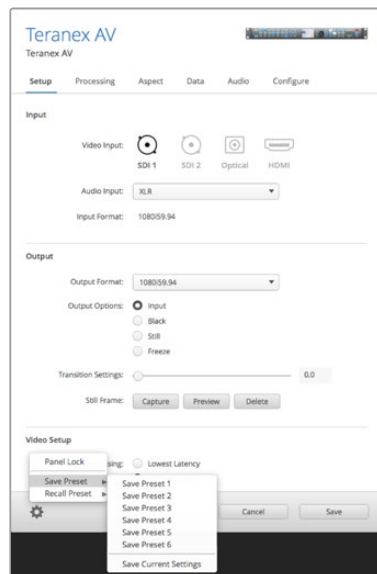 Teranex AV
Teranex AV
Setup Processing Aspect Data Audio Configure
Input
Video Input:
SDI 1 SDI 2 Optical HDMI
Audio Input: XLR
Input Format: 1080i59.94
Output
Output Format: 1080i59.94
Output Options: Input
Black
Still
Freeze
Transition Settings: 0.0
Still Frame: Capture Preview Delete
Video Setup
Panel Lock
sing: Lowest Latency
Save Preset
Recall Preset
Save Preset 1
Save Preset 2
Save Preset 3
Save Preset 4
Save Preset 5
Save Preset 6
Save Current Settings
Cancel Save